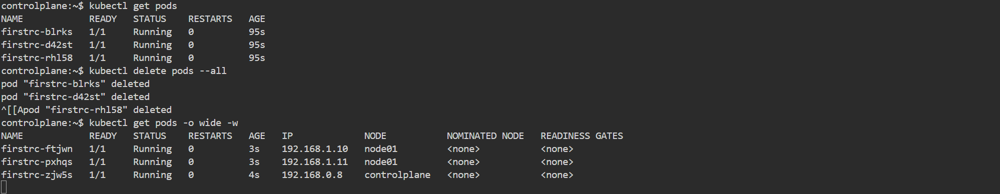 controlplane:~$ kubectl get pods
NAME            READY   STATUS    RESTARTS   AGE
firstrc-blrks   1/1     Running   0          95s
firstrc-d42st   1/1     Running   0          95s
firstrc-rhl58   1/1     Running   0          95s
controlplane:~$ kubectl delete pods --all
pod "firstrc-blrks" deleted
pod "firstrc-d42st" deleted
^[[Apod "firstrc-rhl58" deleted
controlplane:~$ kubectl get pods -o wide -w
NAME            READY   STATUS    RESTARTS   AGE   IP             NODE           NOMINATED NODE   READINESS GATES
firstrc-ftjwn   1/1     Running   0          3s    192.168.1.10   node01         <none>           <none>
firstrc-pxhqs   1/1     Running   0          3s    192.168.1.11   node01         <none>           <none>
firstrc-zjw5s   1/1     Running   0          4s    192.168.0.8    controlplane   <none>           <none>